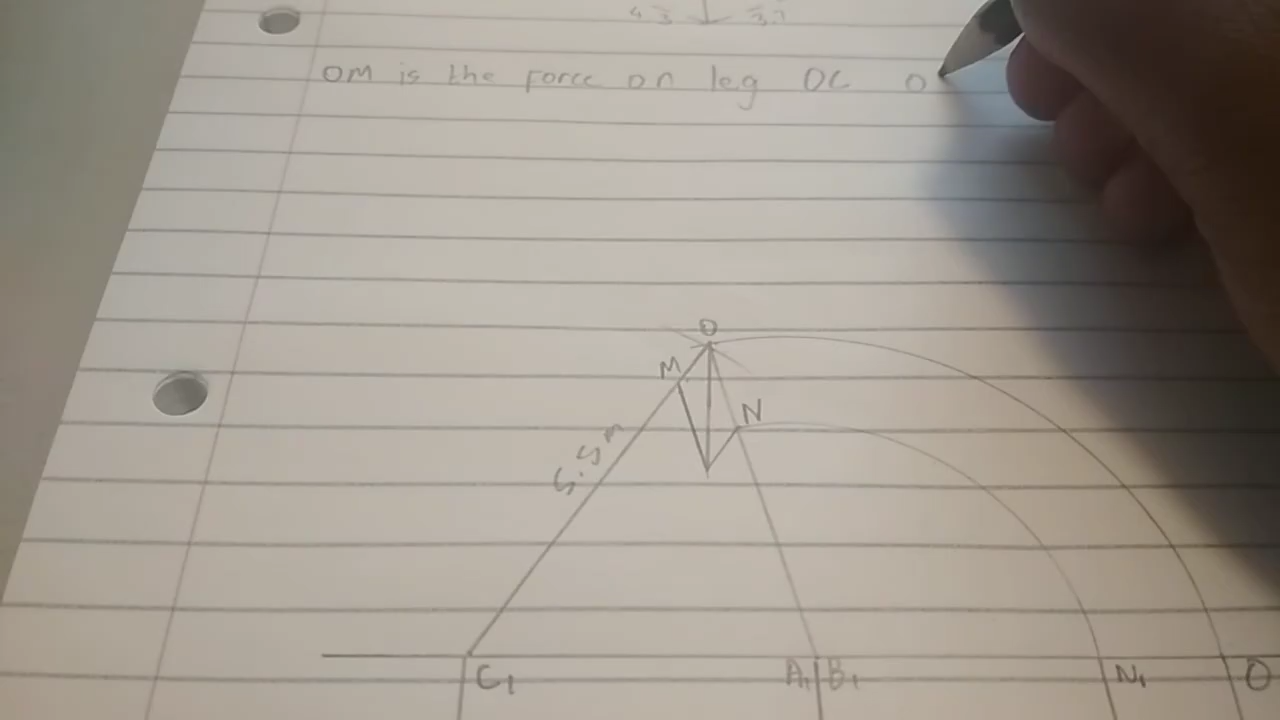 OM is the force on leg OC O
O
M
N
5.5m
C₁ A₁ B₁ N₁ O